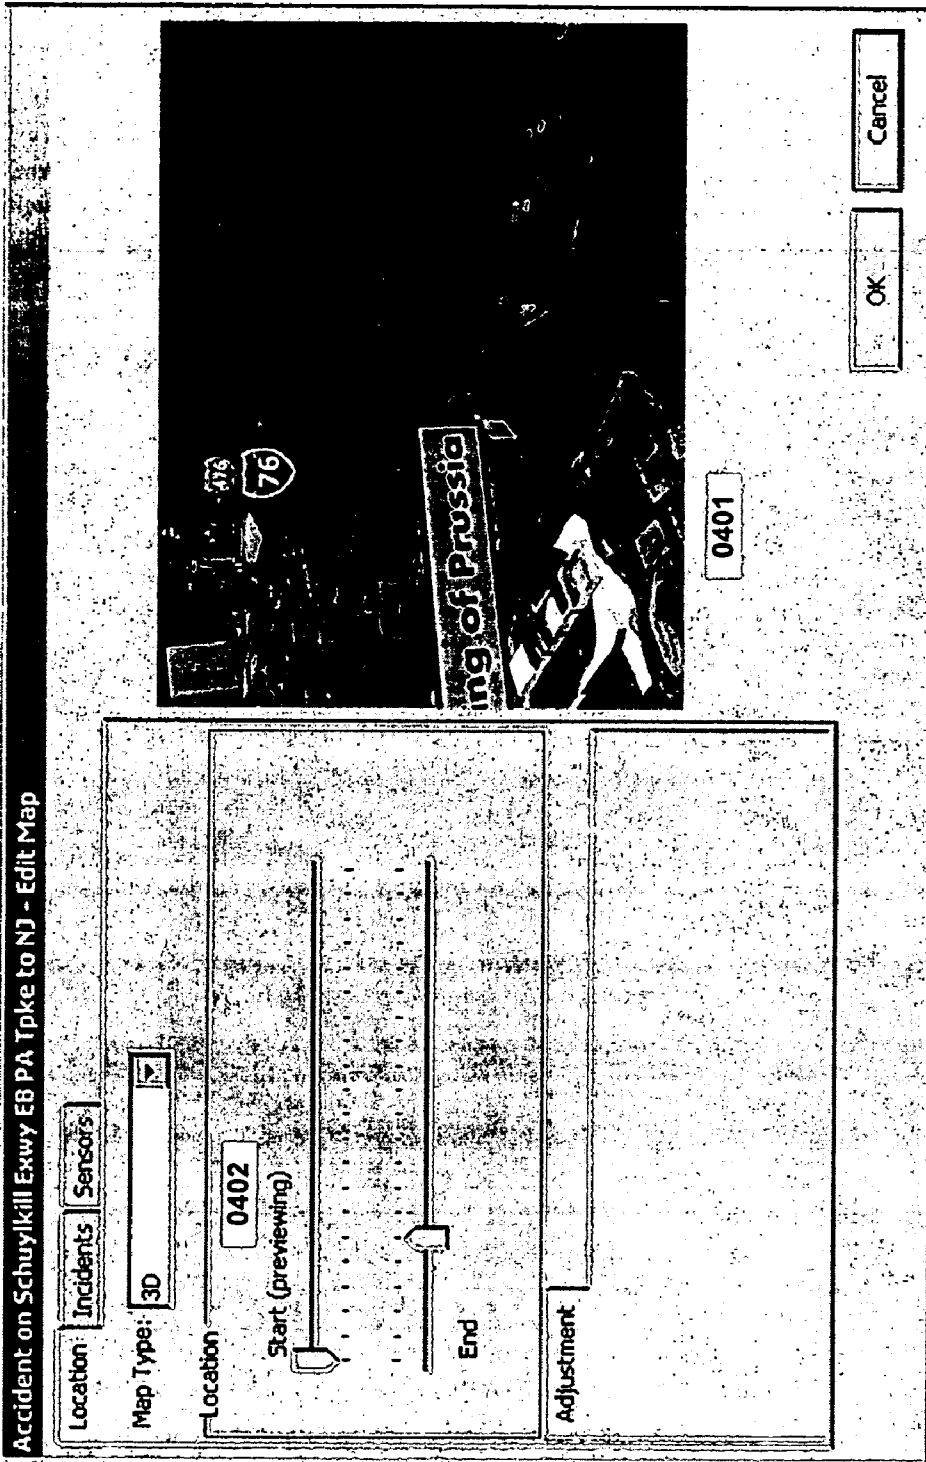 Accident on Schuylkill Exwy EB PA Tpke to NJ - Edit Map
Location Incidents Sensors
Map Type: 3D
Location
0402
Start (previewing)
End
Adjustment
476
76
ing of Prussia
0401
OK Cancel